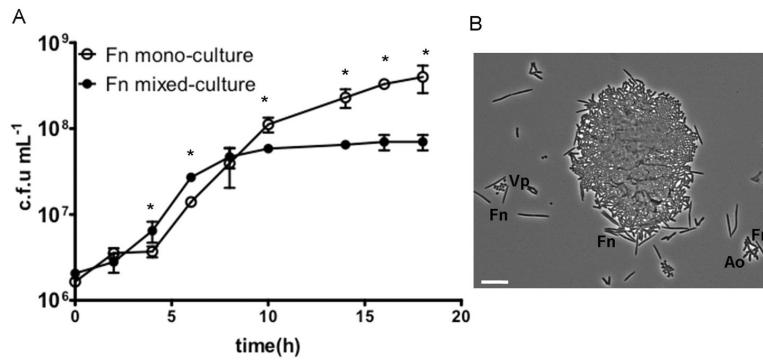 A
B
10⁹
10⁸
10⁷
10⁶
c.f.u mL⁻¹
Fn mono-culture
Fn mixed-culture
*
*
*
*
*
*
0
5
10
15
20
time(h)
Vp
Fn
Fn
Ao